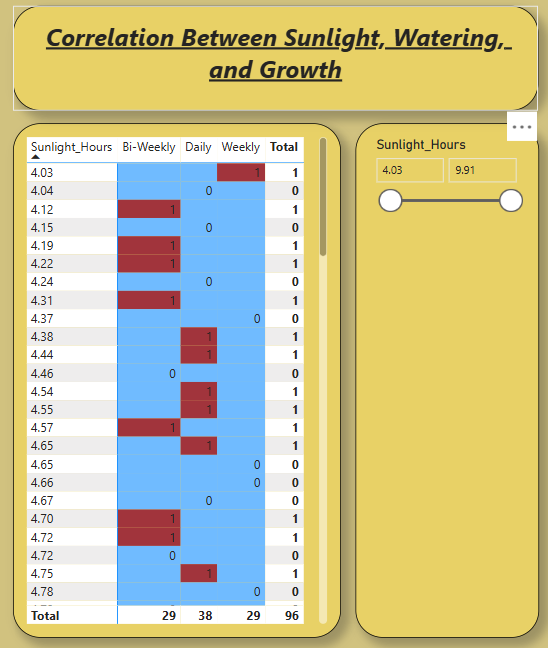 Correlation Between Sunlight, Watering,
and Growth
Sunlight_Hours Bi-Weekly Daily Weekly Total
4.03 1 1
4.04 0 0
4.12 1 1
4.15 0 0
4.19 1 1
4.22 1 1
4.24 0 0
4.31 1 1
4.37 0 0
4.38 1 1
4.44 1 1
4.46 0 0
4.54 1 1
4.55 1 1
4.57 1 1
4.65 1 1
4.65 0 0
4.66 0 0
4.67 0 0
4.70 1 1
4.72 1 1
4.72 0 0
4.75 1 1
4.78 0 0
Total 29 38 29 96
Sunlight_Hours
4.03 9.91